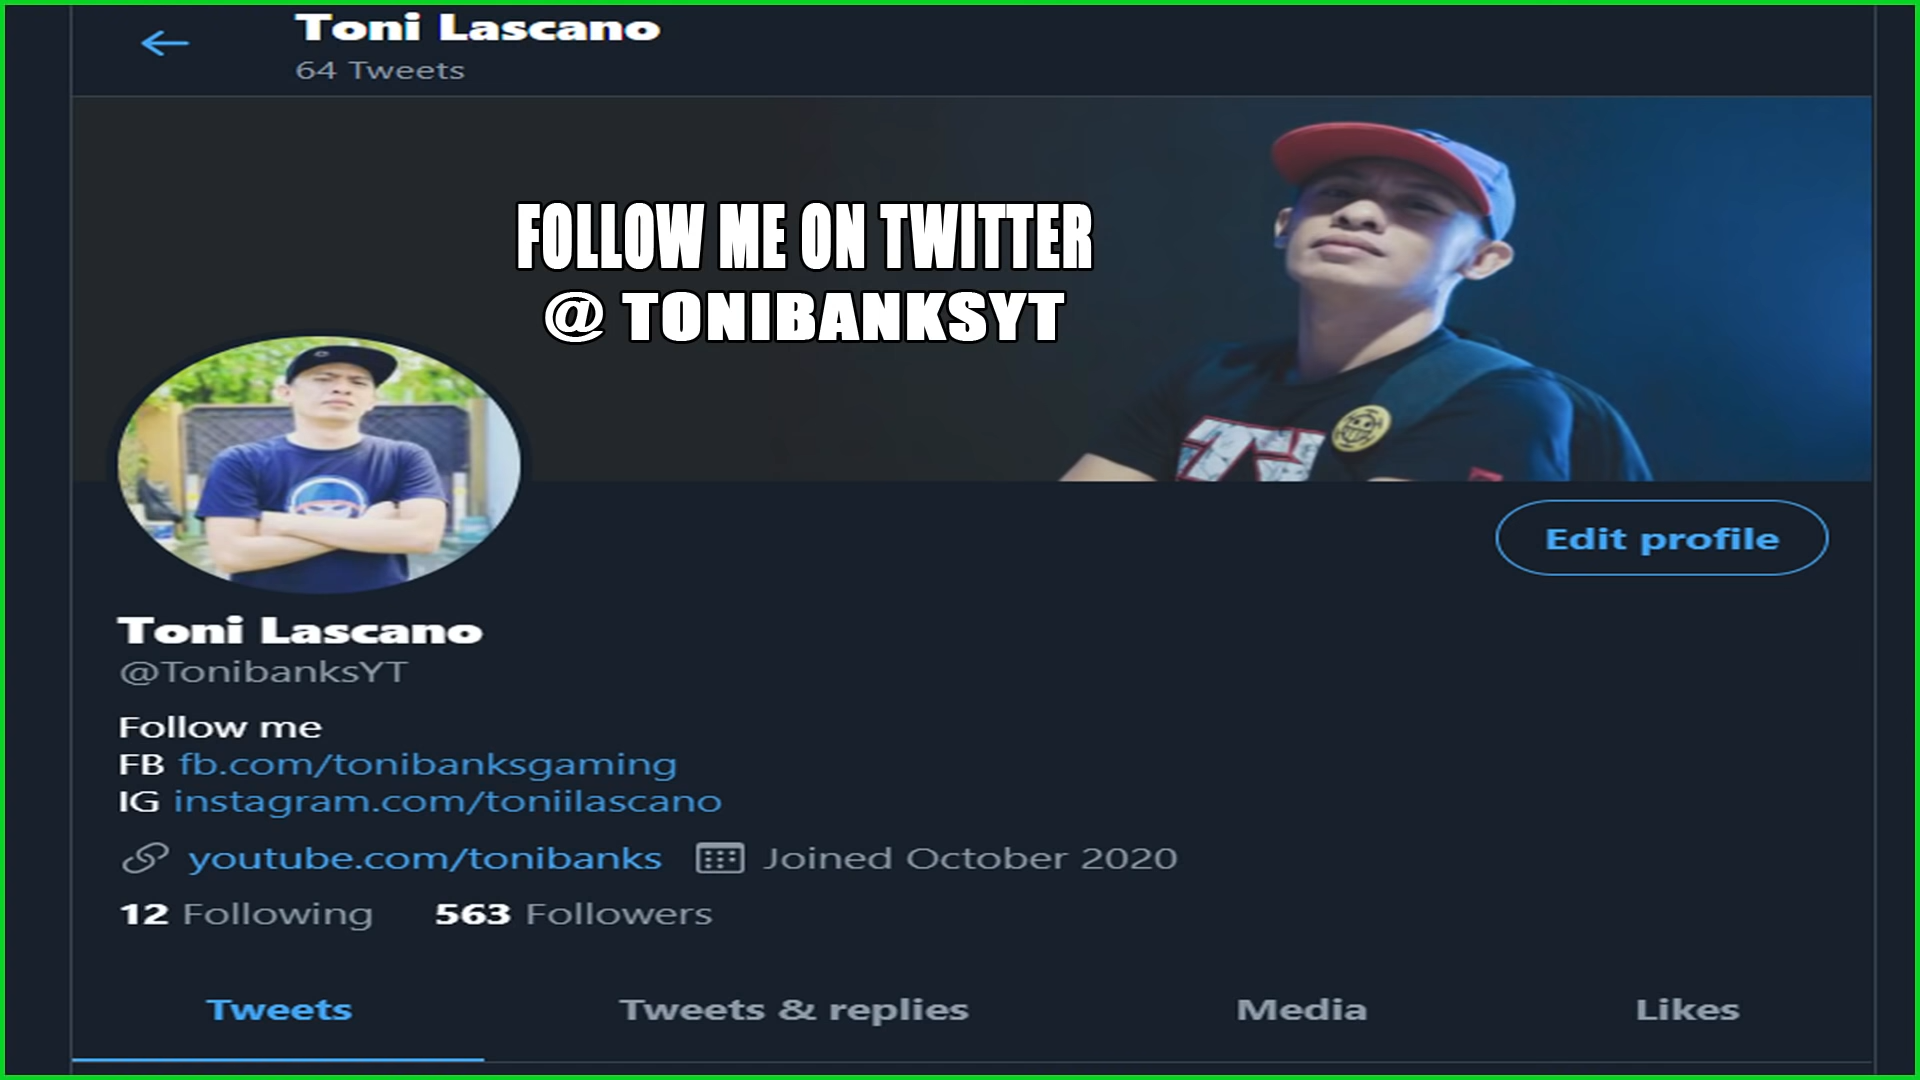 Toni Lascano
64 Tweets
FOLLOW ME ON TWITTER
@ TONIBANKSYT
Edit profile
Toni Lascano
@TonibanksYT
Follow me
FB fb.com/tonibanksgaming
IG instagram.com/toniilascano
youtube.com/tonibanks Joined October 2020
12 Following 563 Followers
Tweets Tweets & replies Media Likes